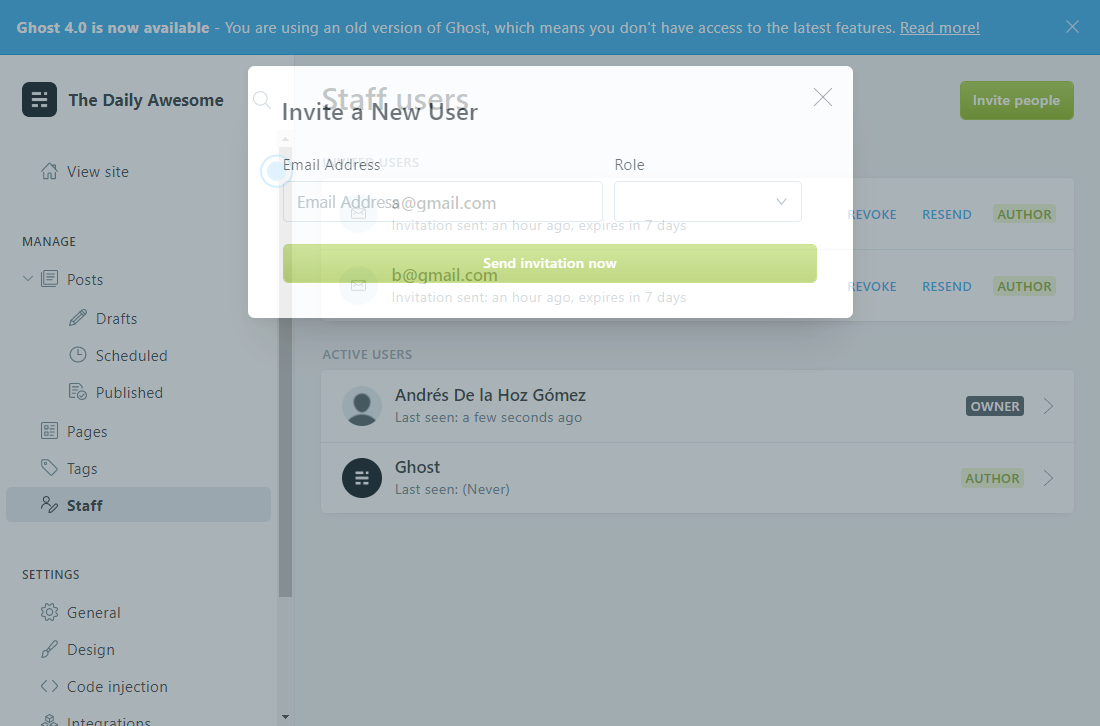 Ghost 4.0 is now available - You are using an old version of Ghost, which means you don't have access to the latest features. Read more!
The Daily Awesome
Staff users
Invite people
Invite a New User
View site
INVITED USERS
Email Address
Role
Email Address
a@gmail.com
Invitation sent: an hour ago, expires in 7 days
REVOKE
RESEND
AUTHOR
Send invitation now
b@gmail.com
Invitation sent: an hour ago, expires in 7 days
REVOKE
RESEND
AUTHOR
MANAGE
Posts
Drafts
Scheduled
Published
Pages
Tags
Staff
SETTINGS
General
Design
Code injection
Integrations
ACTIVE USERS
Andrés De la Hoz Gómez
Last seen: a few seconds ago
OWNER
Ghost
Last seen: (Never)
AUTHOR